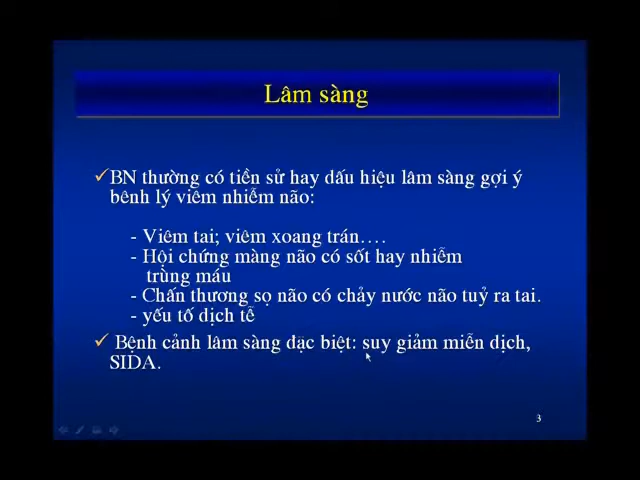 Lâm sàng
✓BN thường có tiền sử hay dấu hiệu lâm sàng gợi ý
bênh lý viêm nhiễm não:
- Viêm tai; viêm xoang trán….
- Hội chứng màng não có sốt hay nhiễm
trùng máu
- Chấn thương sọ não có chảy nước não tuỷ ra tai.
- yếu tố dịch tễ
✓ Bệnh cảnh lâm sàng đặc biệt: suy giảm miễn dịch,
SIDA.
3